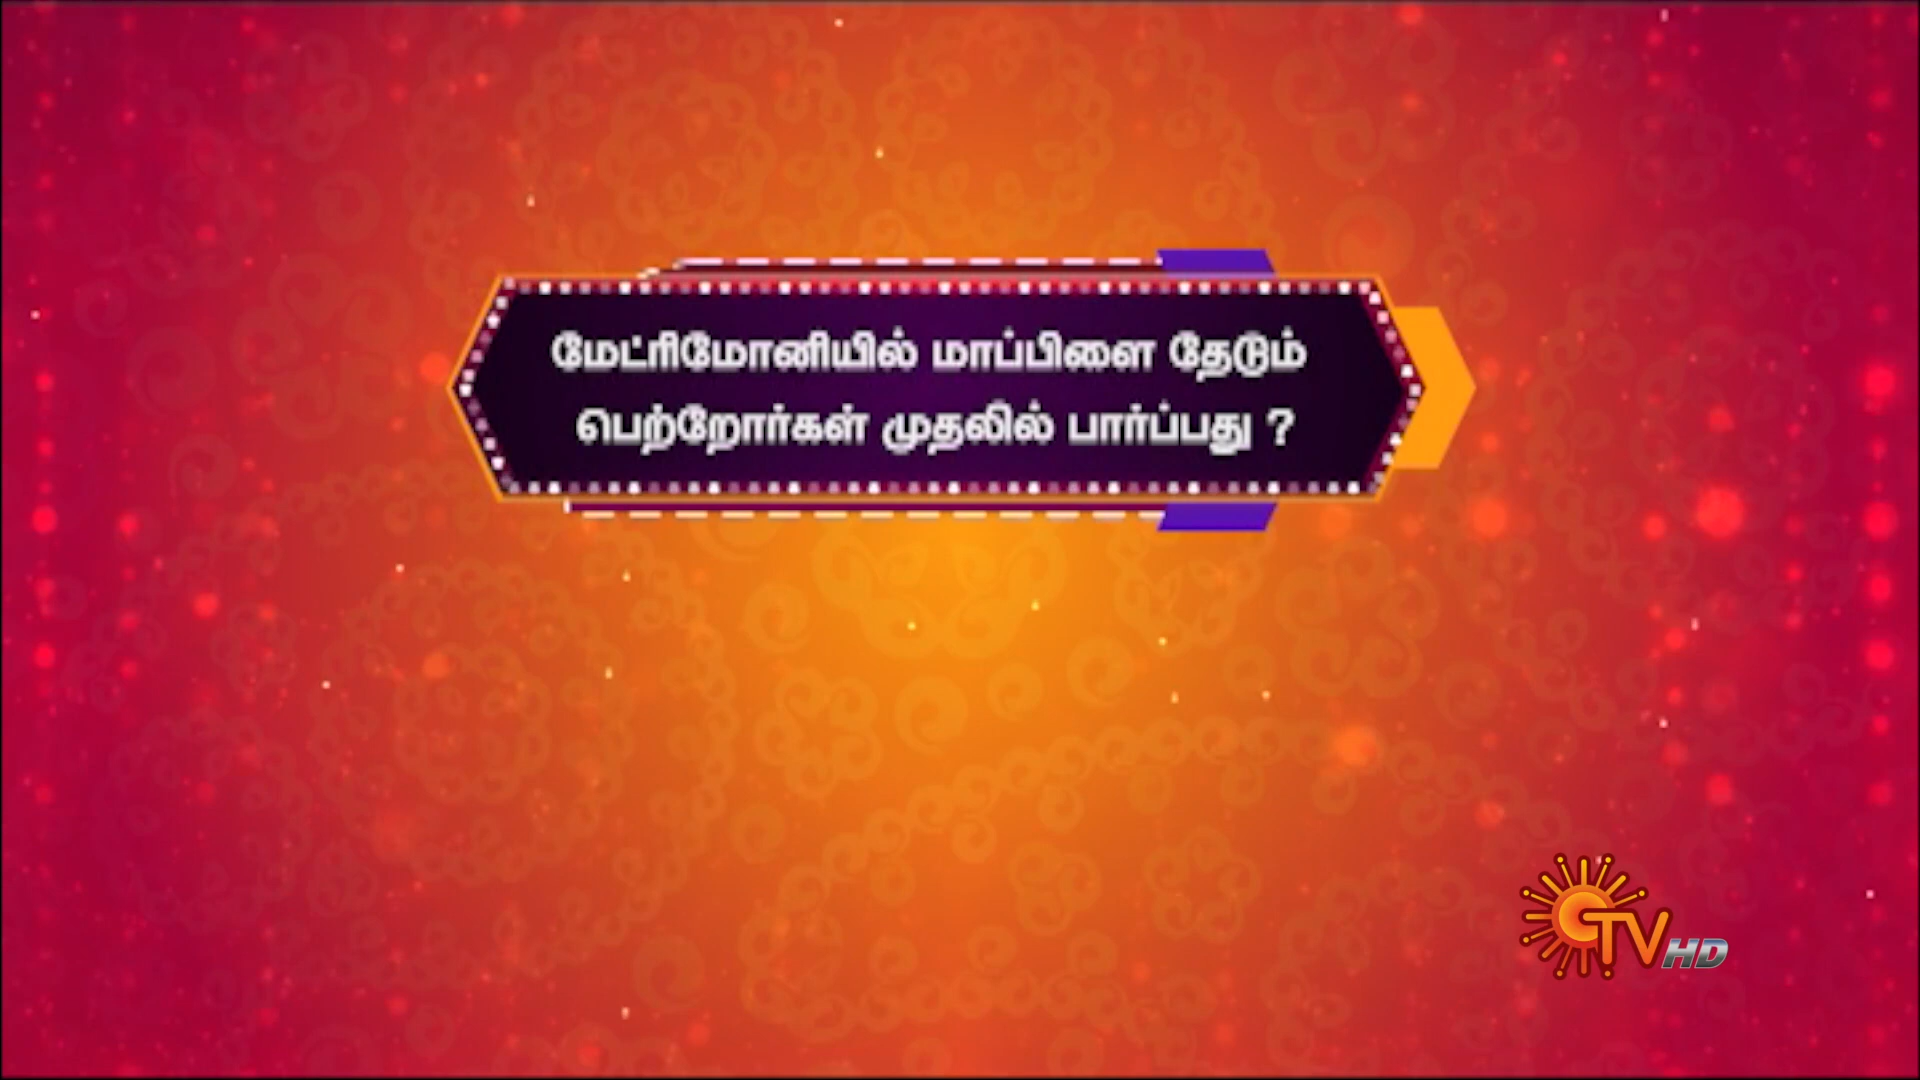 மேட்ரிமோனியில் மாப்பிளை தேடும்
பெற்றோர்கள் முதலில் பார்ப்பது ?
TV HD